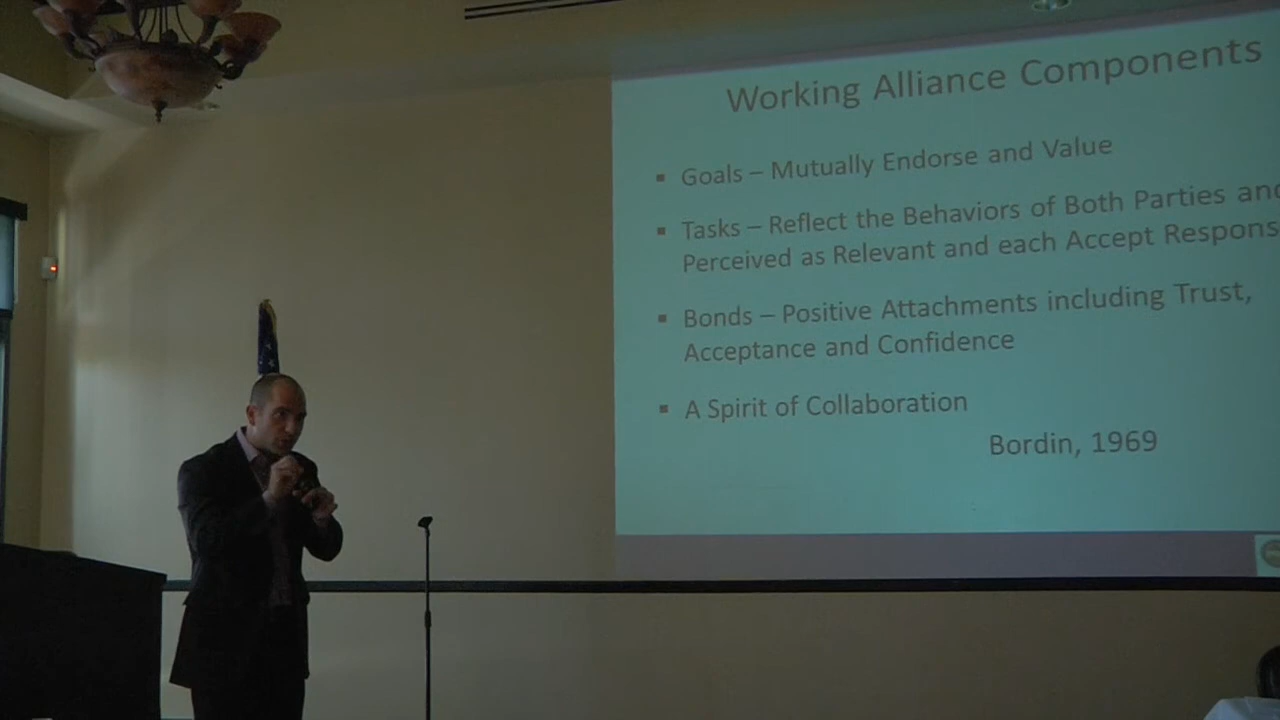 Working Alliance Components
▪ Goals – Mutually Endorse and Value
▪ Tasks – Reflect the Behaviors of Both Parties and
Perceived as Relevant and each Accept Respons
▪ Bonds – Positive Attachments including Trust,
Acceptance and Confidence
▪ A Spirit of Collaboration
Bordin, 1969